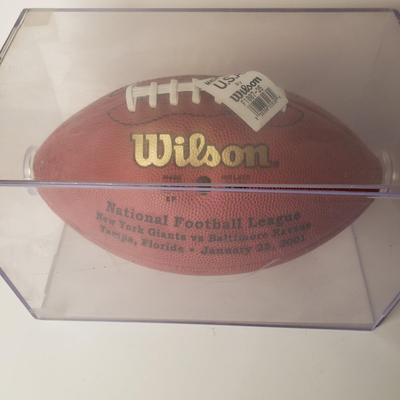 U.S.
Wilson
Wilson
National Football League
New York Giants vs Baltimore Ravens
Tampa, Florida • January 28, 2001